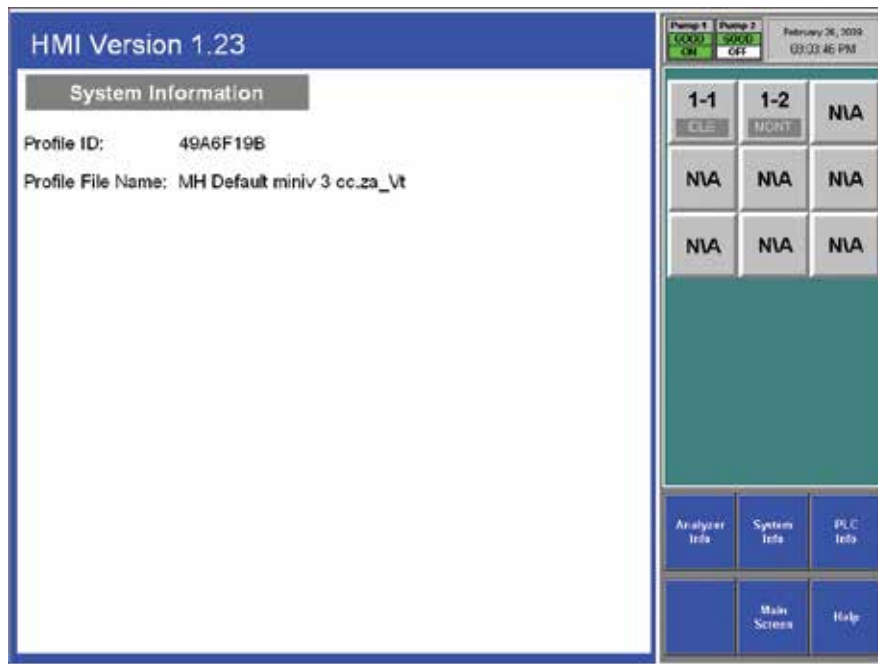 HMI Version 1.23
System Information
Profile ID: 49A6F19B
Profile File Name: MH Default miniv 3 cc.za_Vt
Pump 1 Pump 2
GOOD GOOD
ON OFF
February 26, 2009
03:03:46 PM
1-1 1-2 N\A
IDLE
N\A N\A N\A
N\A N\A N\A
Analyzer Info
System Info
PLC Info
Main Screen
Help